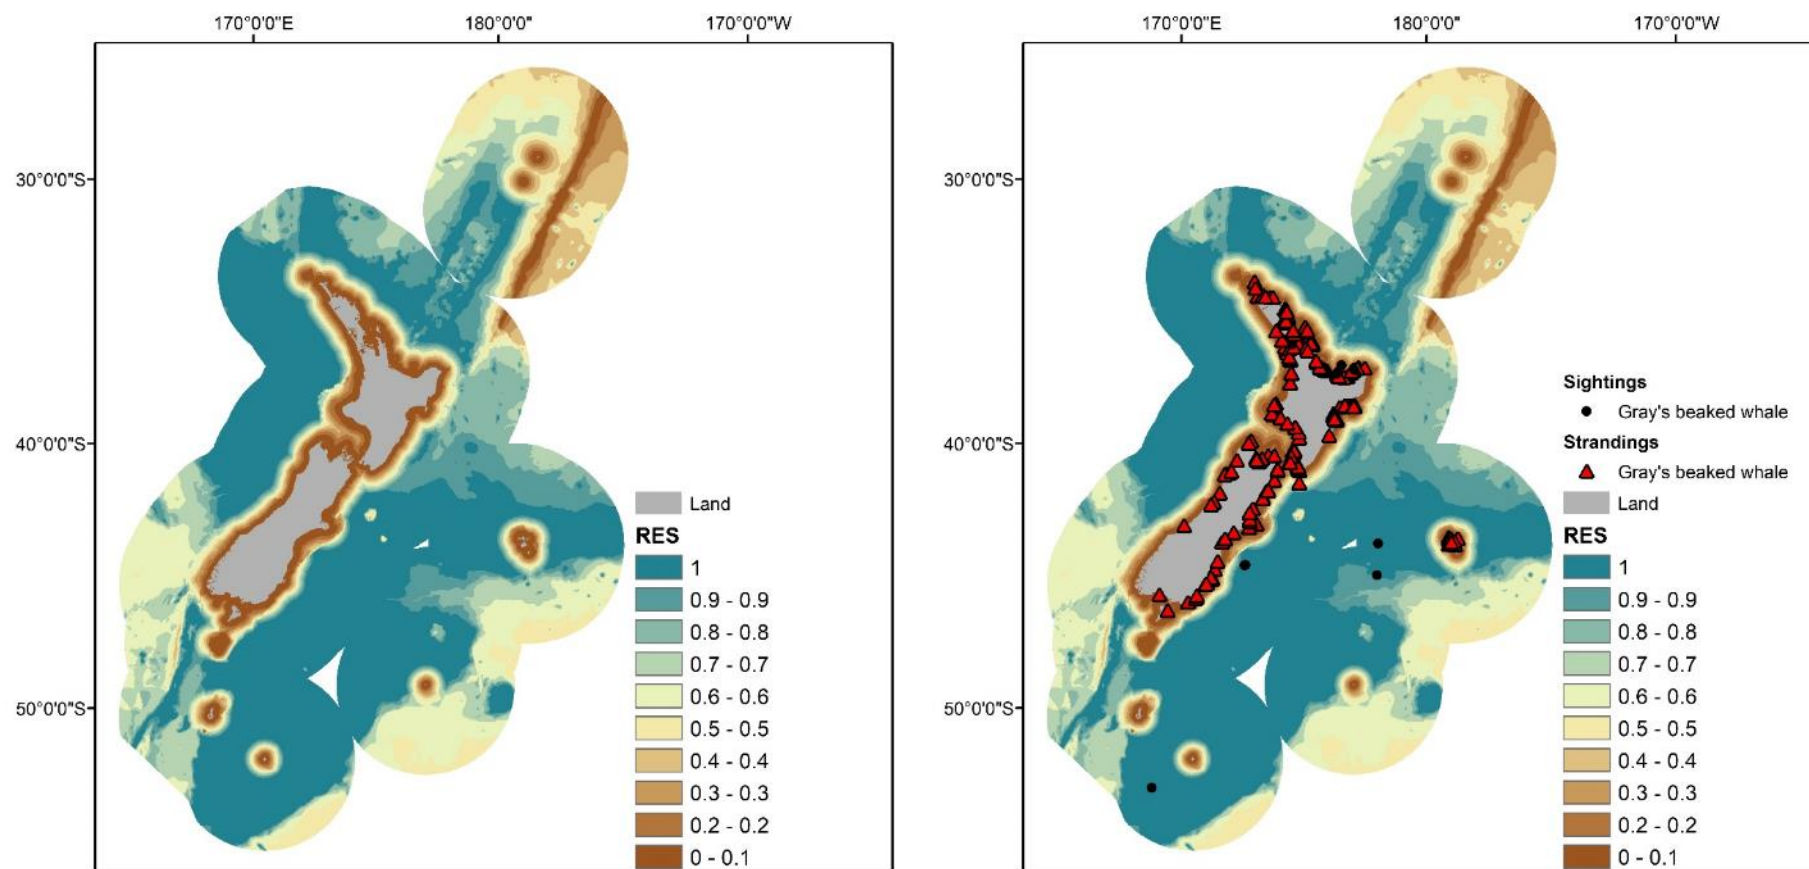 170°0'0"E 180°0'0" 170°0'0"W
30°0'0"S
40°0'0"S
50°0'0"S
Land
RES
1
0.9 - 0.9
0.8 - 0.8
0.7 - 0.7
0.6 - 0.6
0.5 - 0.5
0.4 - 0.4
0.3 - 0.3
0.2 - 0.2
0 - 0.1
170°0'0"E 180°0'0" 170°0'0"W
30°0'0"S
40°0'0"S
50°0'0"S
Sightings
Gray's beaked whale
Strandings
Gray's beaked whale
Land
RES
1
0.9 - 0.9
0.8 - 0.8
0.7 - 0.7
0.6 - 0.6
0.5 - 0.5
0.4 - 0.4
0.3 - 0.3
0.2 - 0.2
0 - 0.1